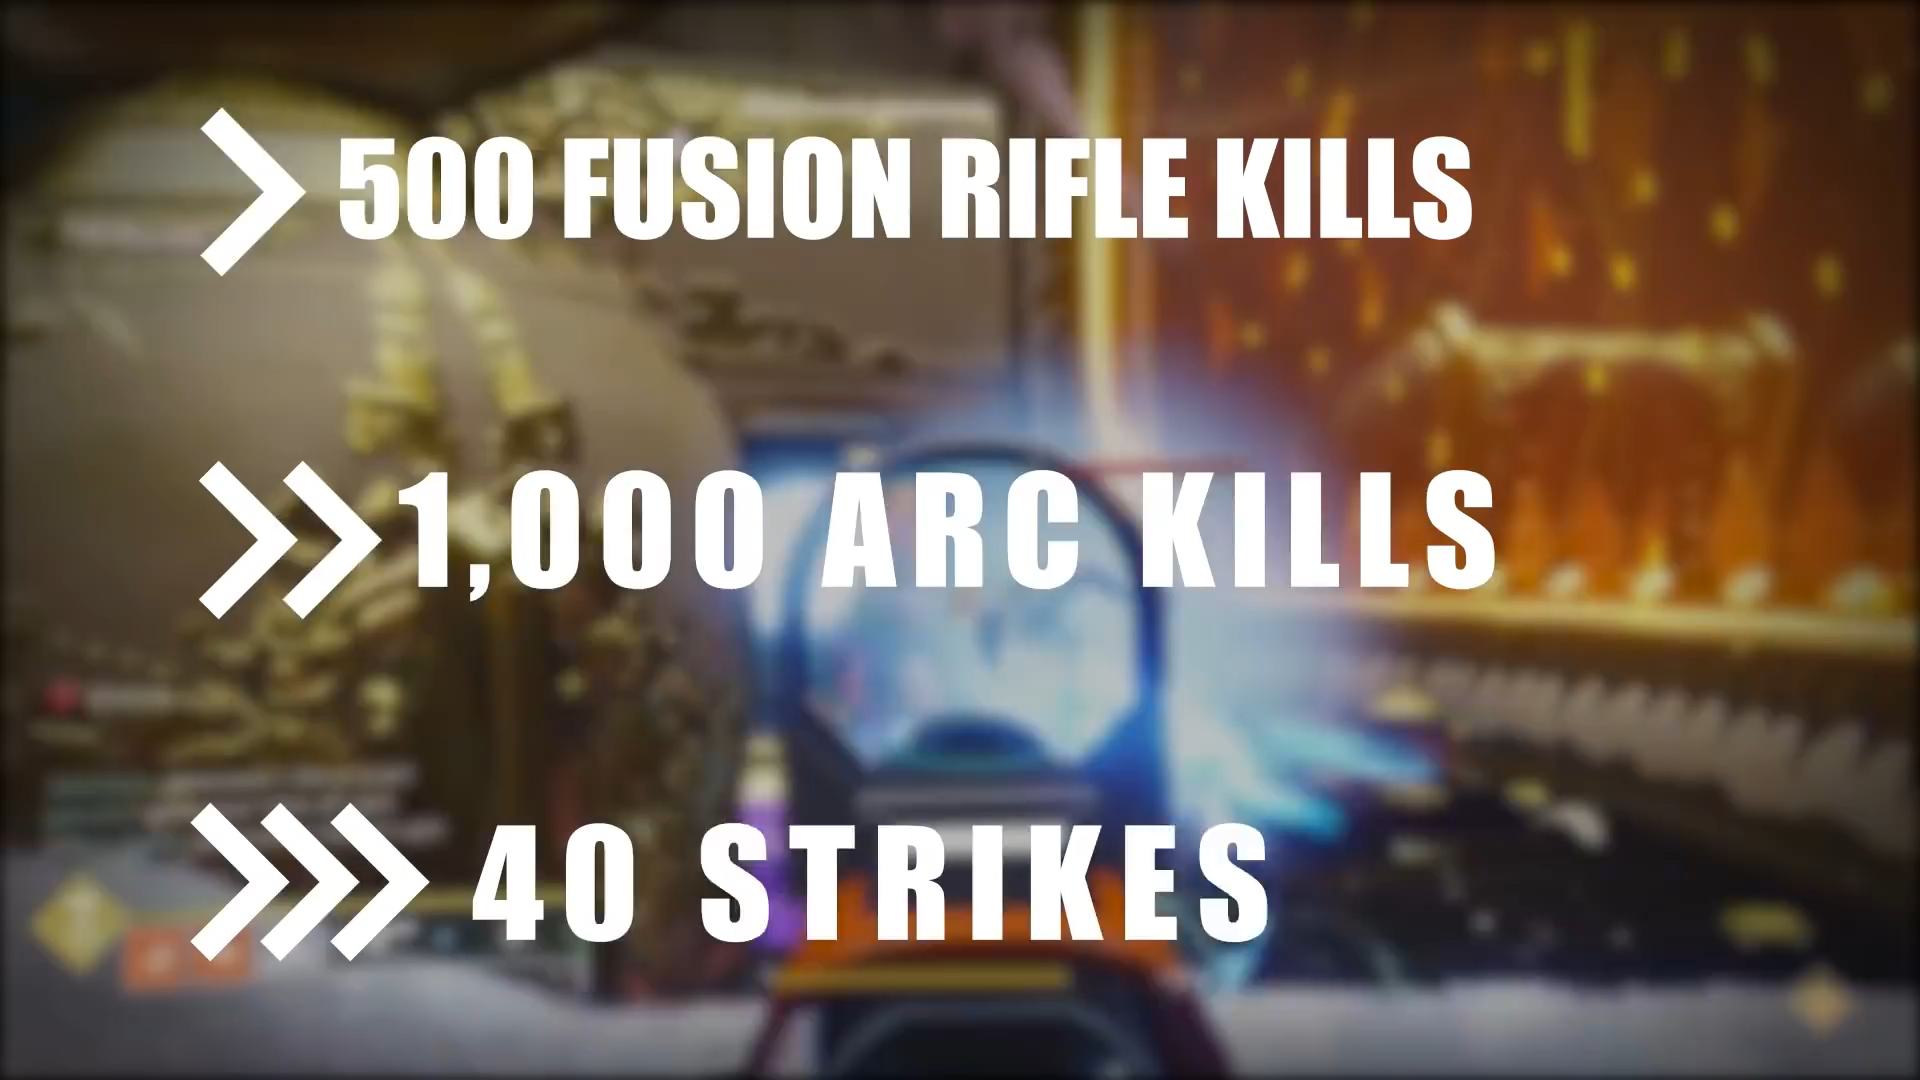 500 FUSION RIFLE KILLS
1,000 ARC KILLS
40 STRIKES